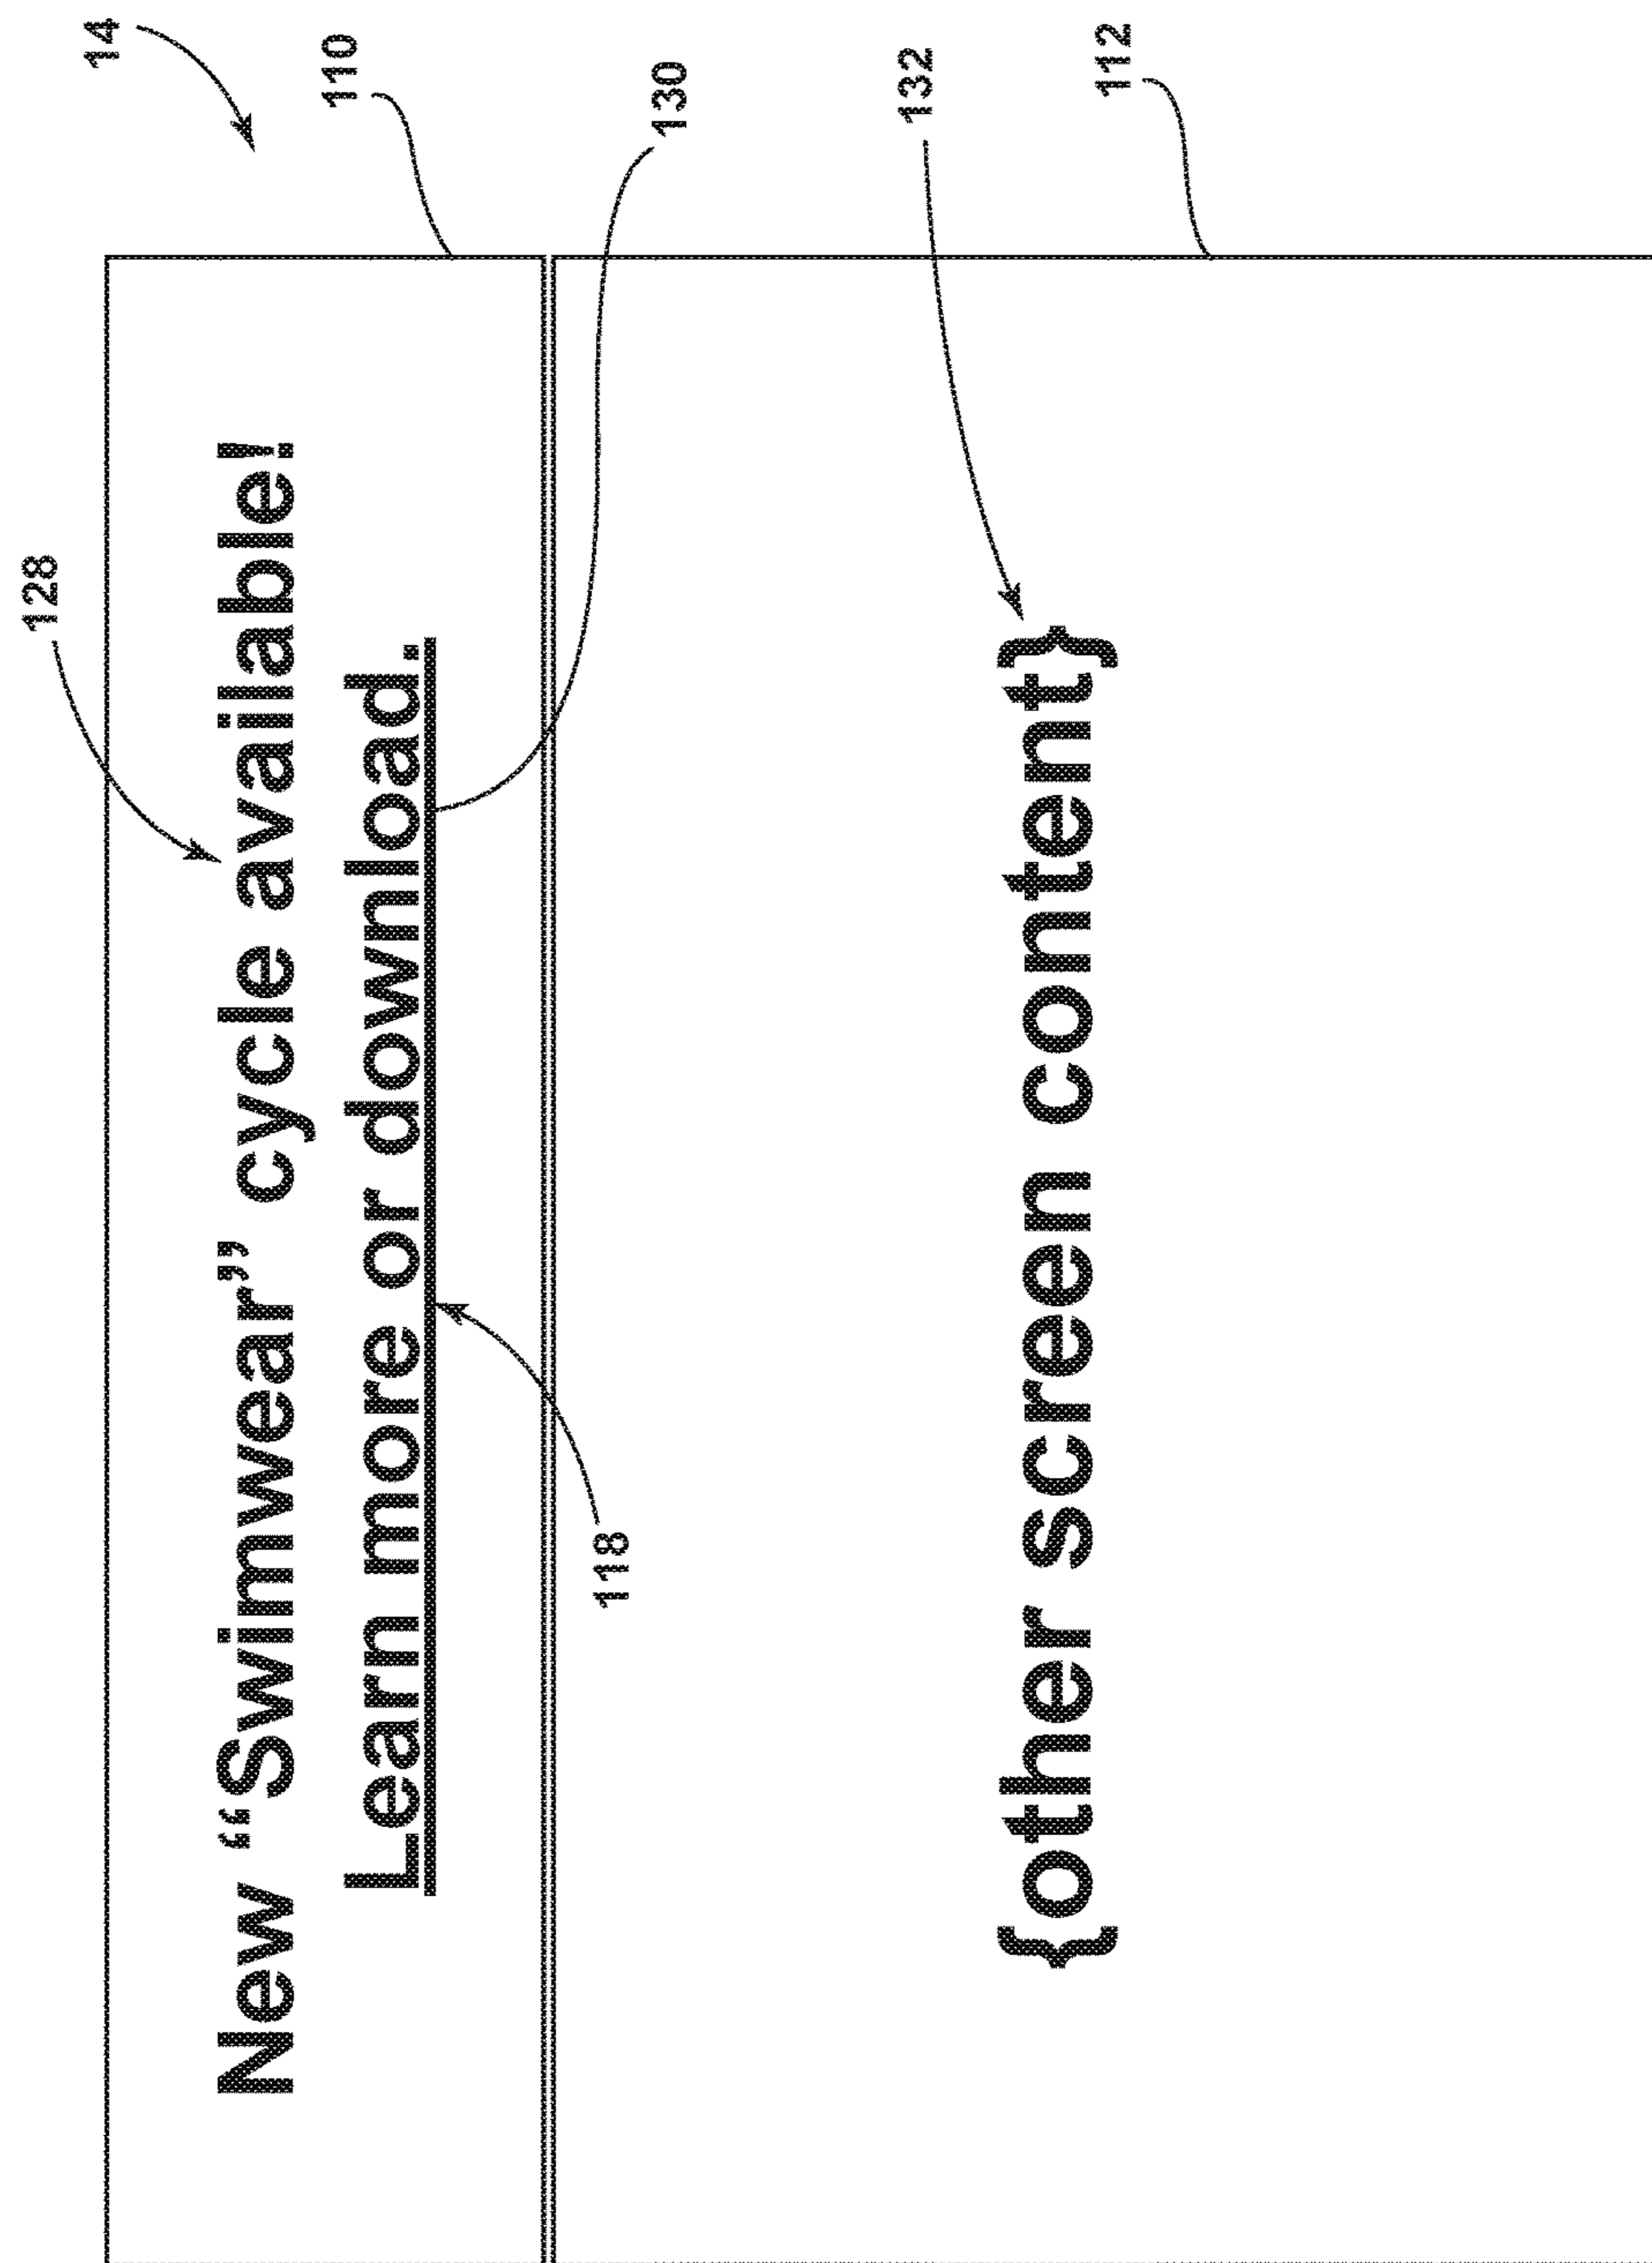 14
110
128
New “Swimwear” cycle available!
Learn more or download.
130
118
132
{other screen content}
112